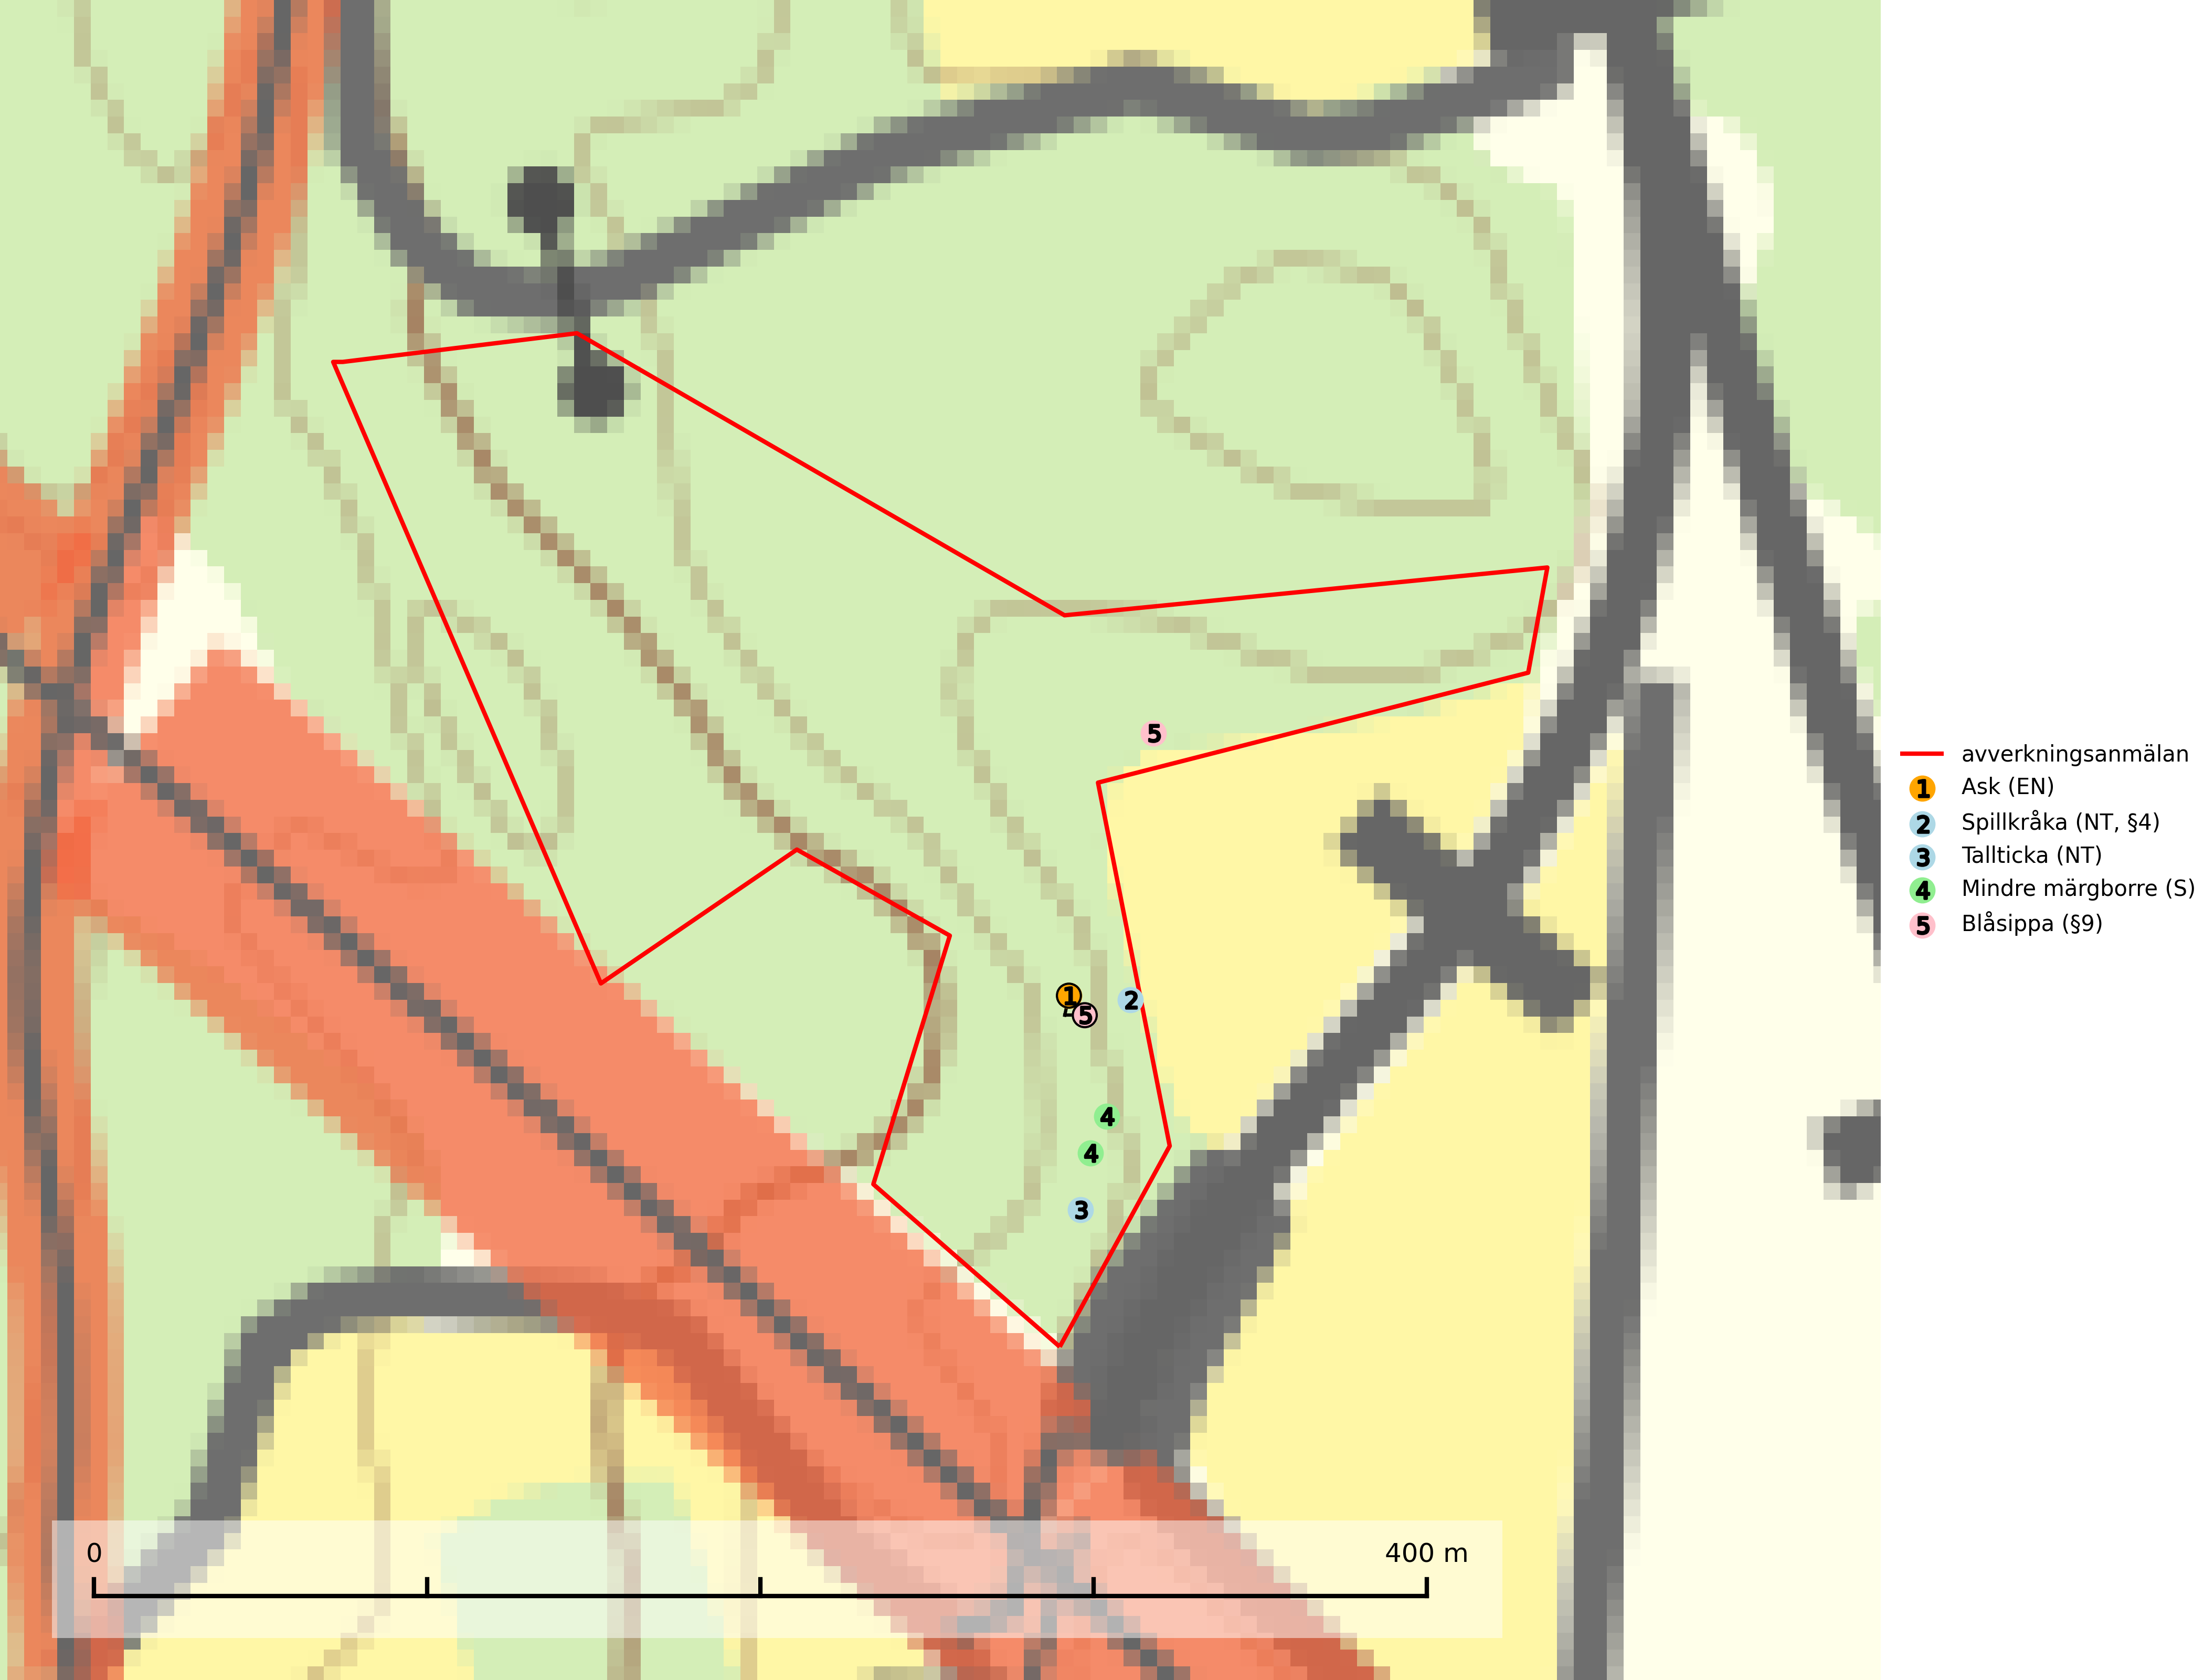 5
1
5
2
4
4
3
0
400 m
avverkningsanmälan
1 Ask (EN)
2 Spillkråka (NT, §4)
3 Tallticka (NT)
4 Mindre märgborre (S)
5 Blåsippa (§9)